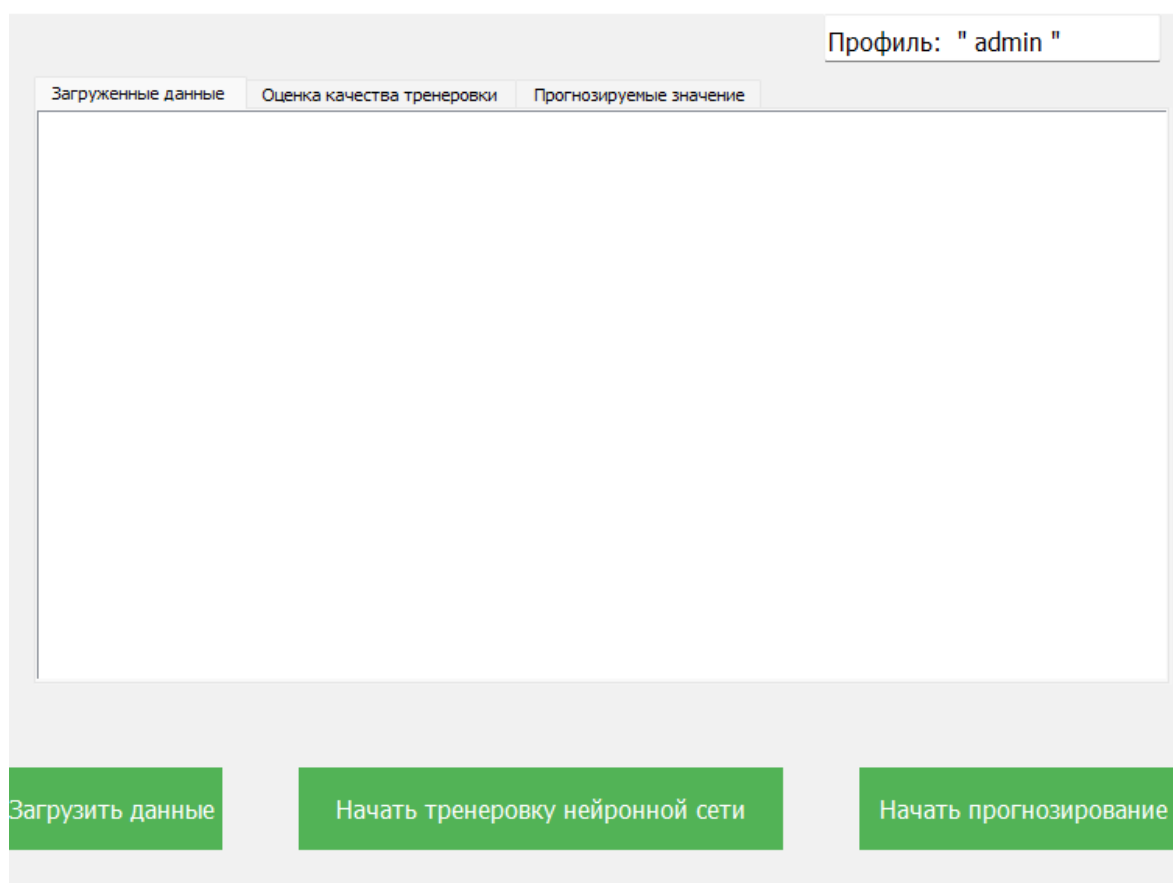 Профиль: " admin "
Загруженные данные Оценка качества тренеровки Прогнозируемые значение
Загрузить данные Начать тренеровку нейронной сети Начать прогнозирование